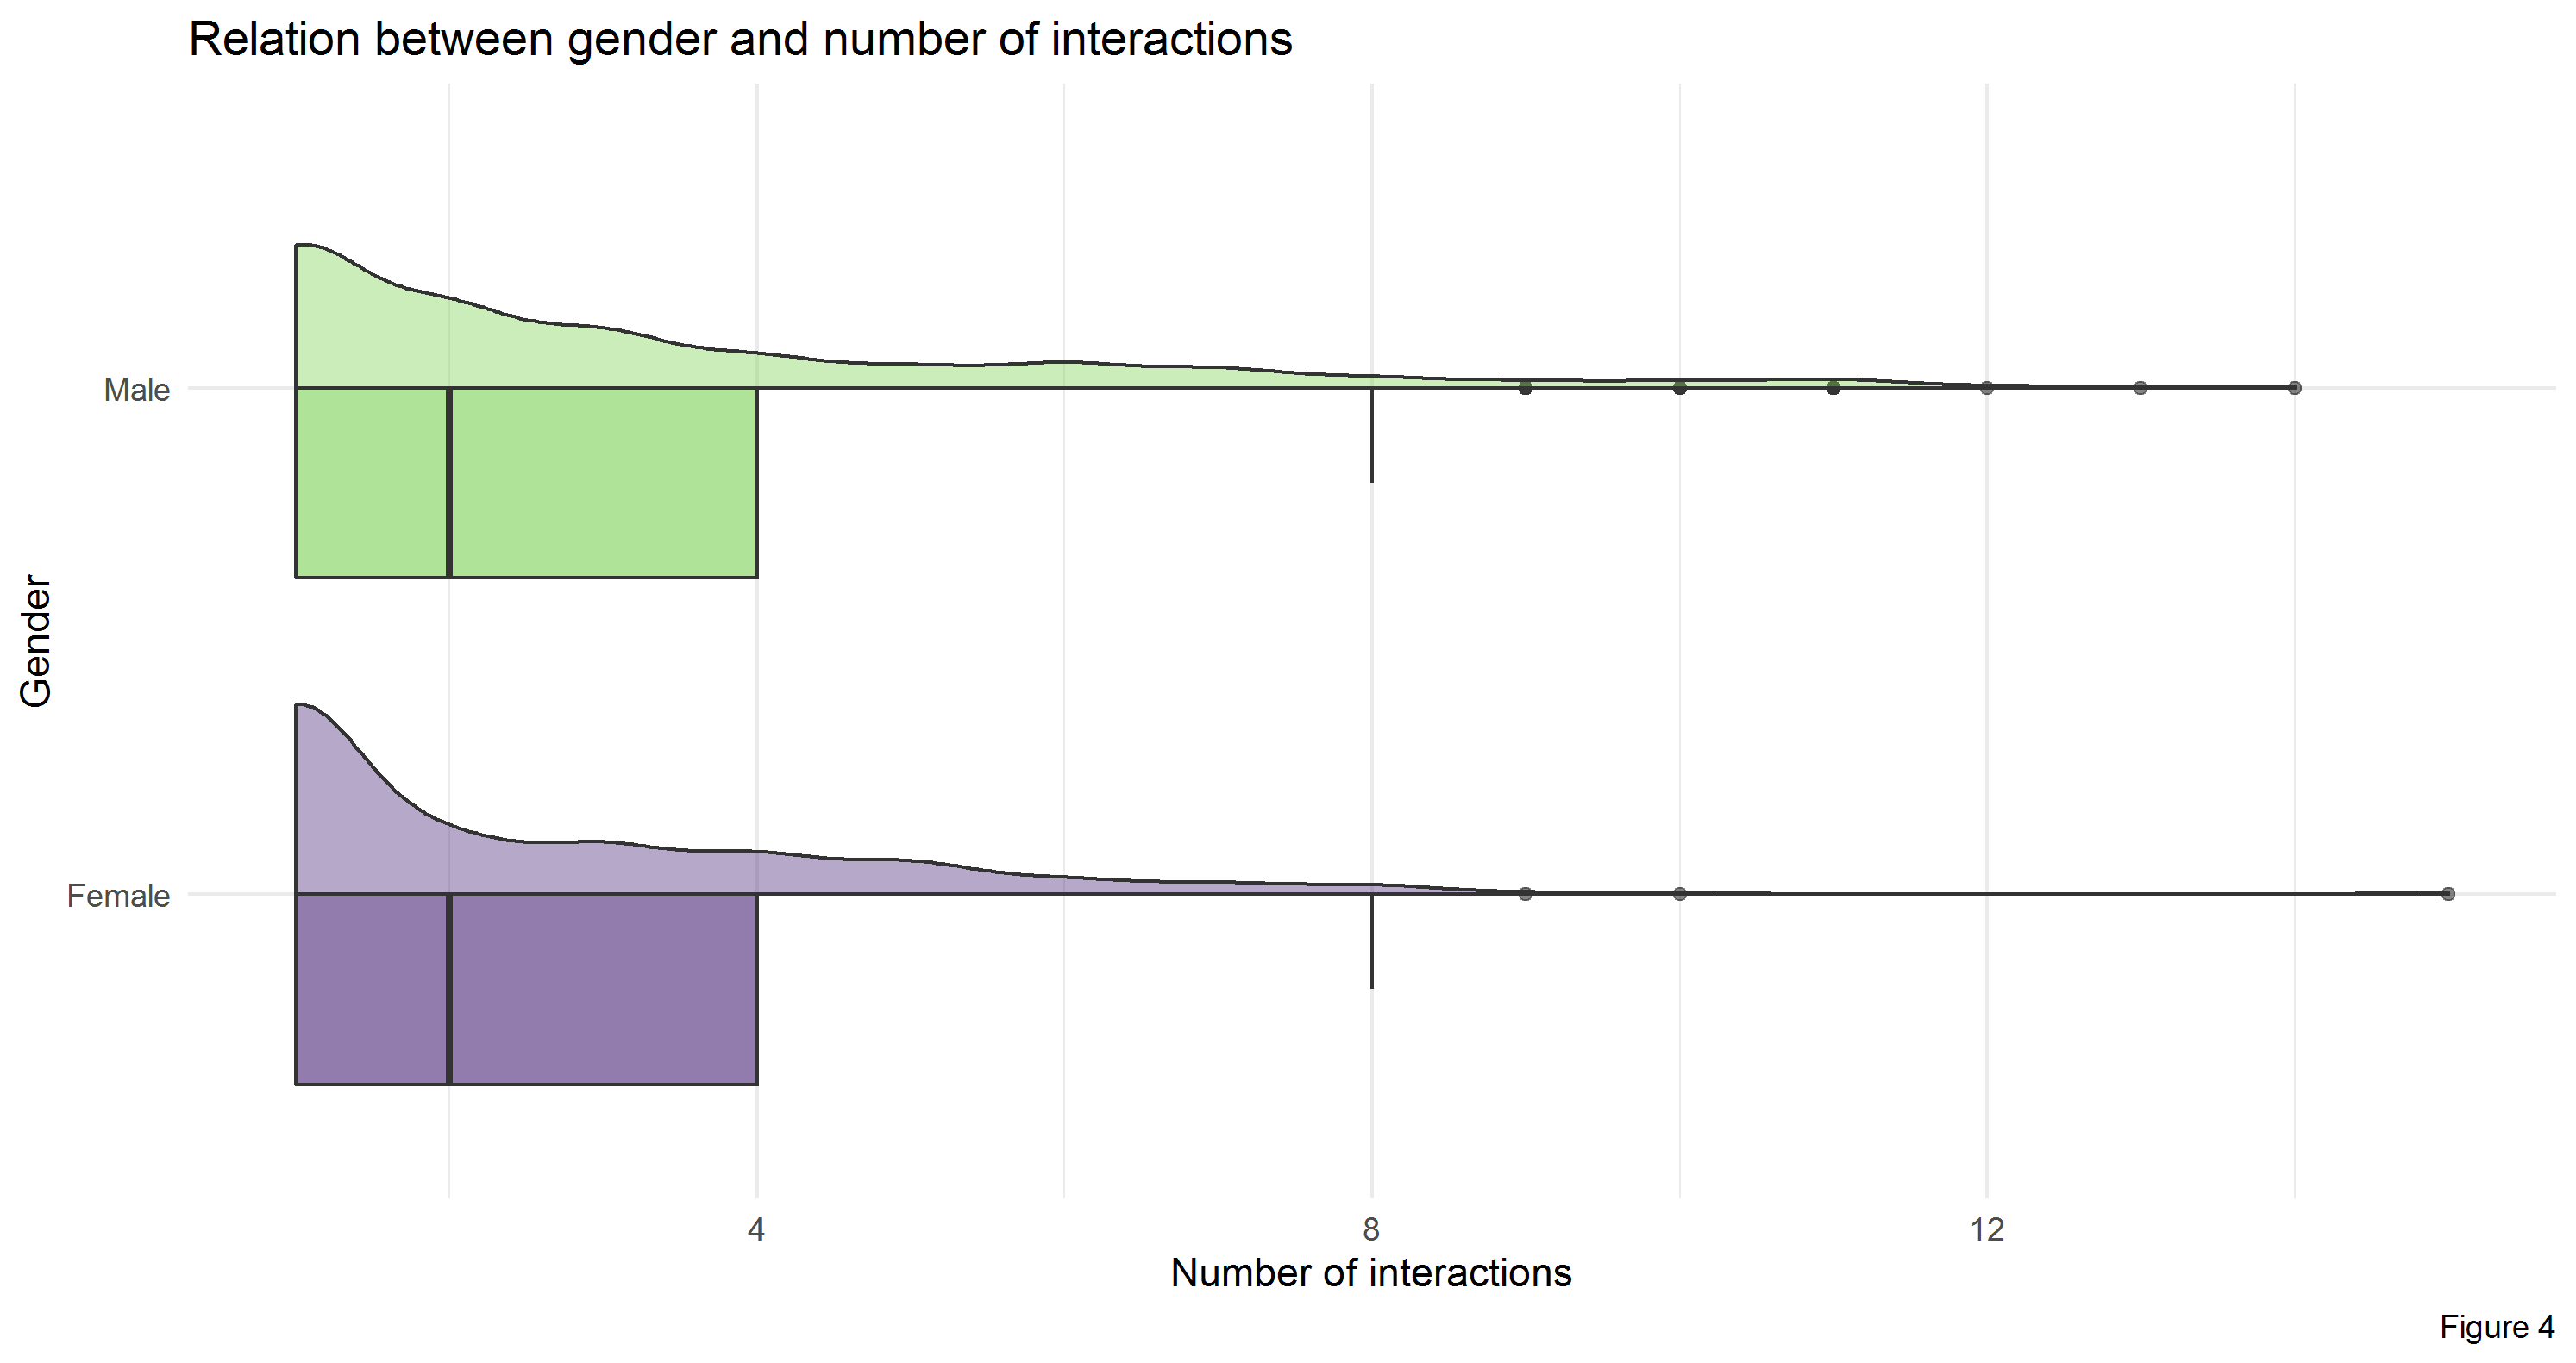 Relation between gender and number of interactions
Male
Gender
Female
4
8
12
Number of interactions
Figure 4